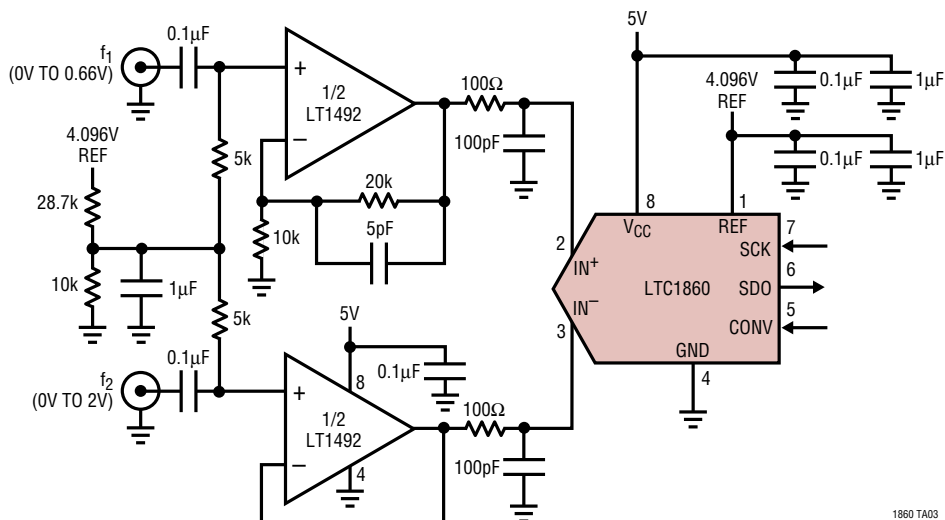 f1
(0V TO 0.66V)
0.1µF
+
1/2
LT1492
–
100Ω
100pF
4.096V
REF
28.7k
5k
20k
5pF
10k
10k
1µF
5k
5V
4.096V
REF
0.1µF
1µF
0.1µF
1µF
8
VCC
1
REF
7
SCK
6
SDO
5
CONV
2
IN+
LTC1860
IN–
3
GND
4
f2
(0V TO 2V)
0.1µF
5V
8
0.1µF
+
1/2
LT1492
–
4
100Ω
100pF
1860 TA03